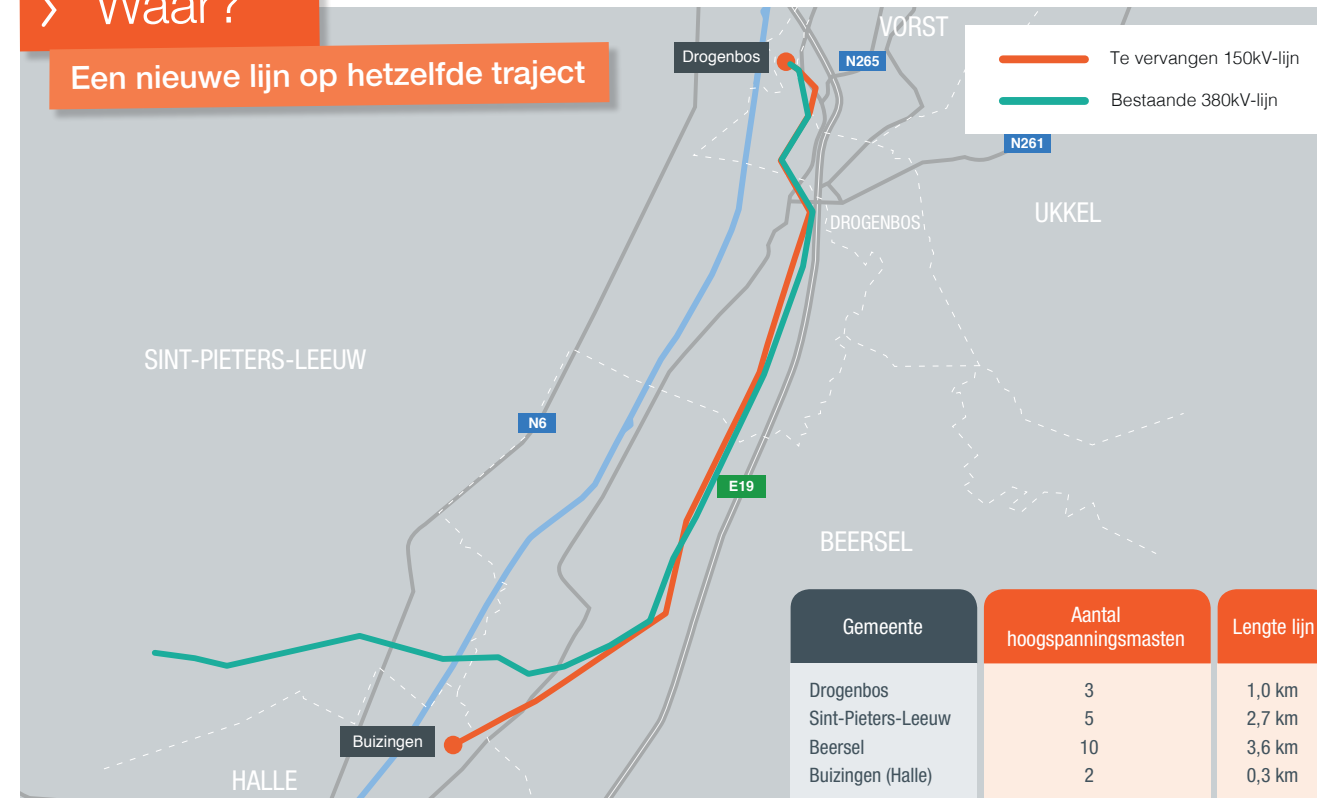 > Waar?
Een nieuwe lijn op hetzelfde traject
VORST
Drogenbos
N265
Te vervangen 150kV-lijn
Bestaande 380kV-lijn
N261
UKKEL
DROGENBOS
SINT-PIETERS-LEEUW
N6
E19
BEERSEL
Buizingen
HALLE
Gemeente
Aantal
hoogspanningsmasten
Lengte lijn
Drogenbos 3 1,0 km
Sint-Pieters-Leeuw 5 2,7 km
Beersel 10 3,6 km
Buizingen (Halle) 2 0,3 km